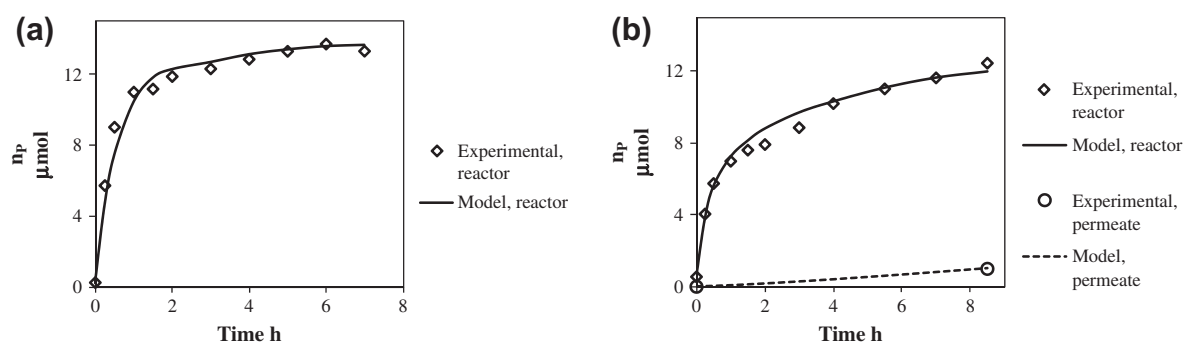 (a)
n_P
μmol
12
8
4
0
0 2 4 6 8
Time h
Experimental,
reactor
Model, reactor
(b)
n_P
μmol
12
8
4
0
0 2 4 6 8
Time h
Experimental,
reactor
Model, reactor
Experimental,
permeate
Model,
permeate